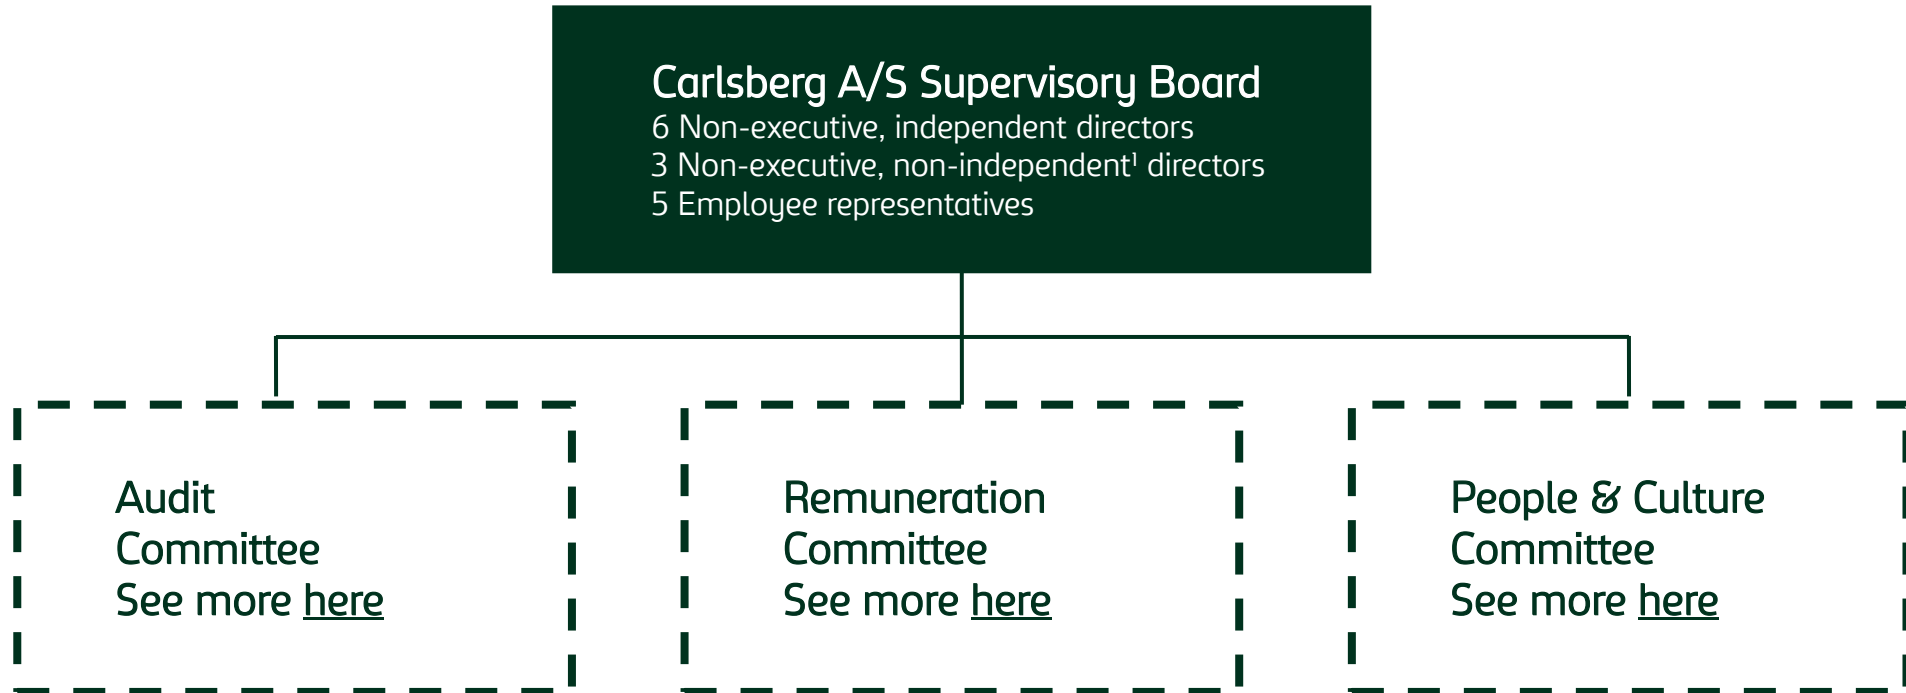 Carlsberg A/S Supervisory Board
6 Non-executive, independent directors
3 Non-executive, non-independent¹ directors
5 Employee representatives
Audit
Committee
See more here
Remuneration
Committee
See more here
People & Culture
Committee
See more here